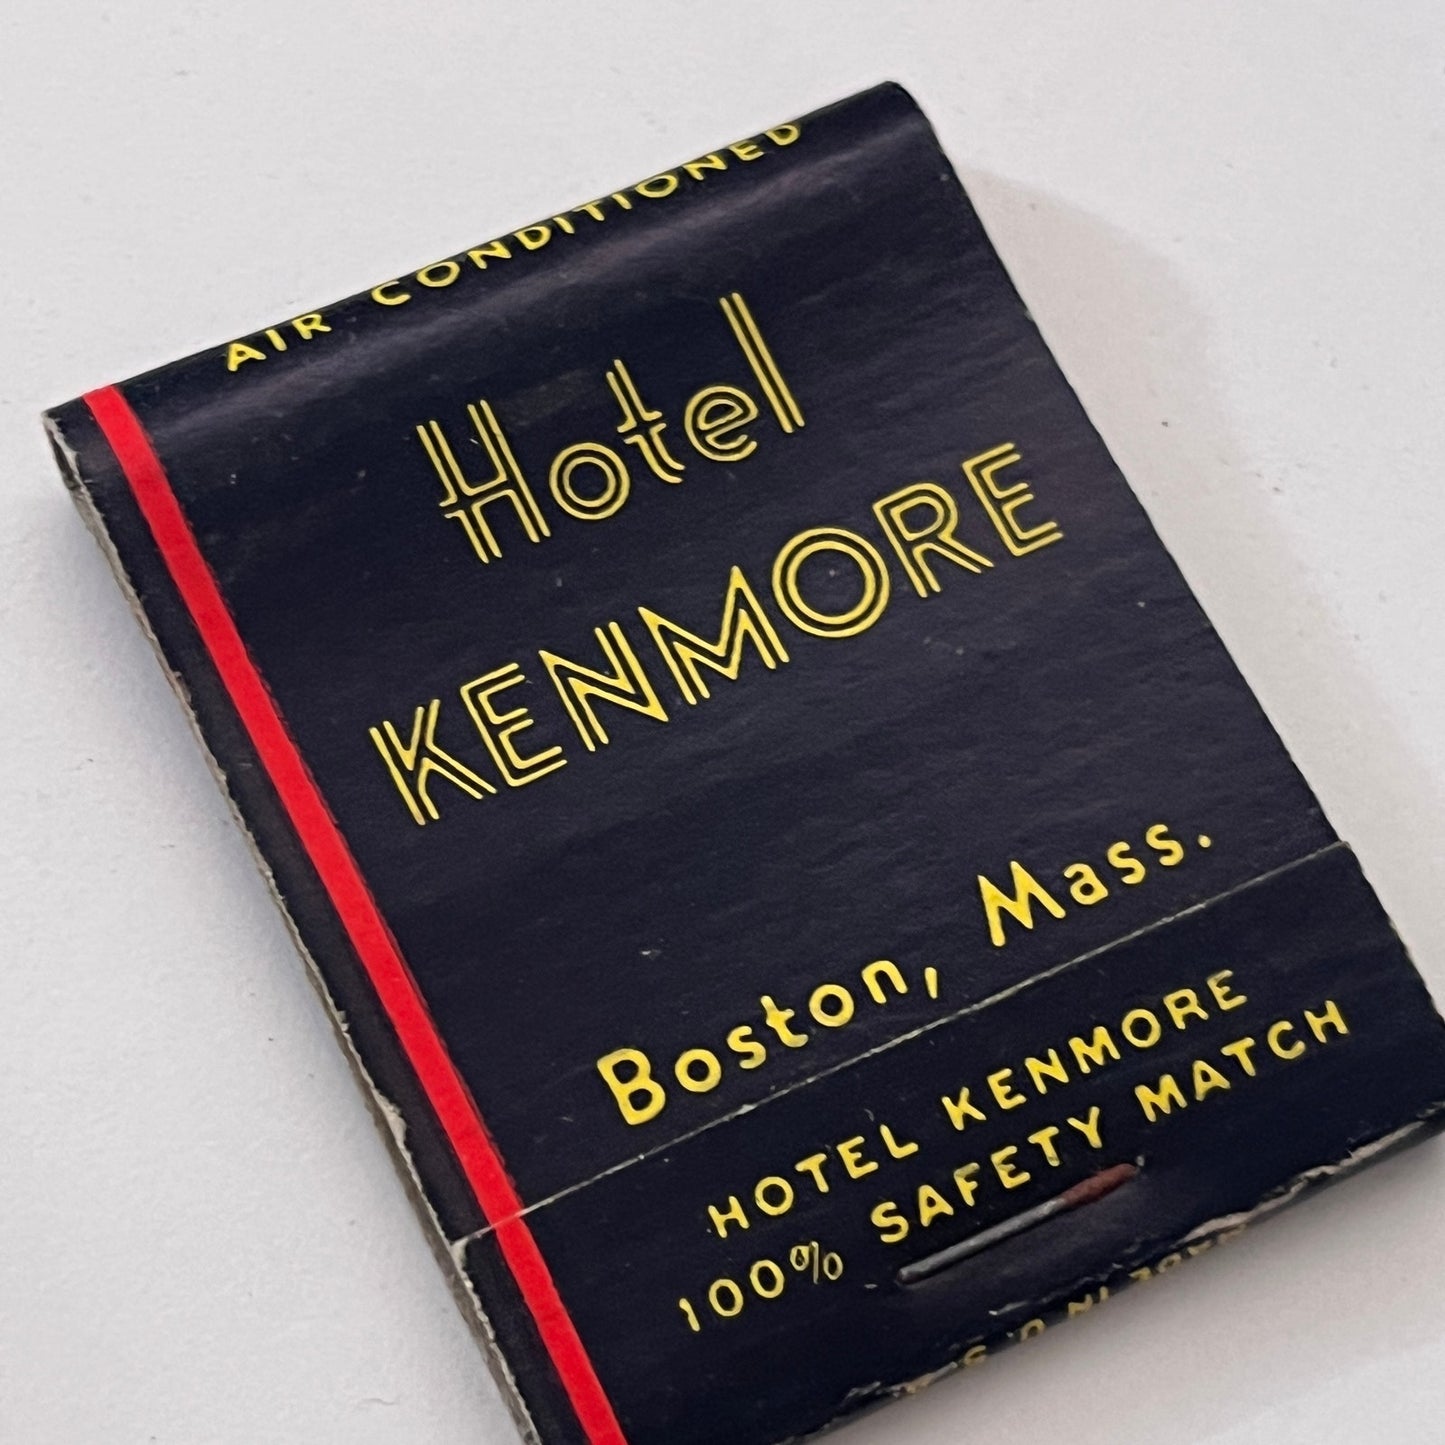 AIR CONDITIONED
Hotel
KENMORE
Boston, Mass.
HOTEL KENMORE
100% SAFETY MATCH